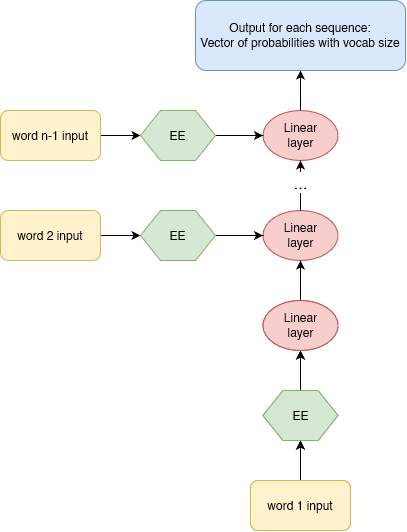 Output for each sequence:
Vector of probabilities with vocab size
word n-1 input
EE
Linear
layer
...
word 2 input
EE
Linear
layer
Linear
layer
EE
word 1 input